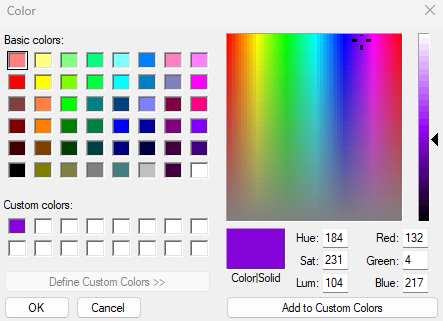 Color
Basic colors:
Custom colors:
Define Custom Colors >>
OK Cancel
Color|Solid
Hue: 184 Red: 132
Sat: 231 Green: 4
Lum: 104 Blue: 217
Add to Custom Colors